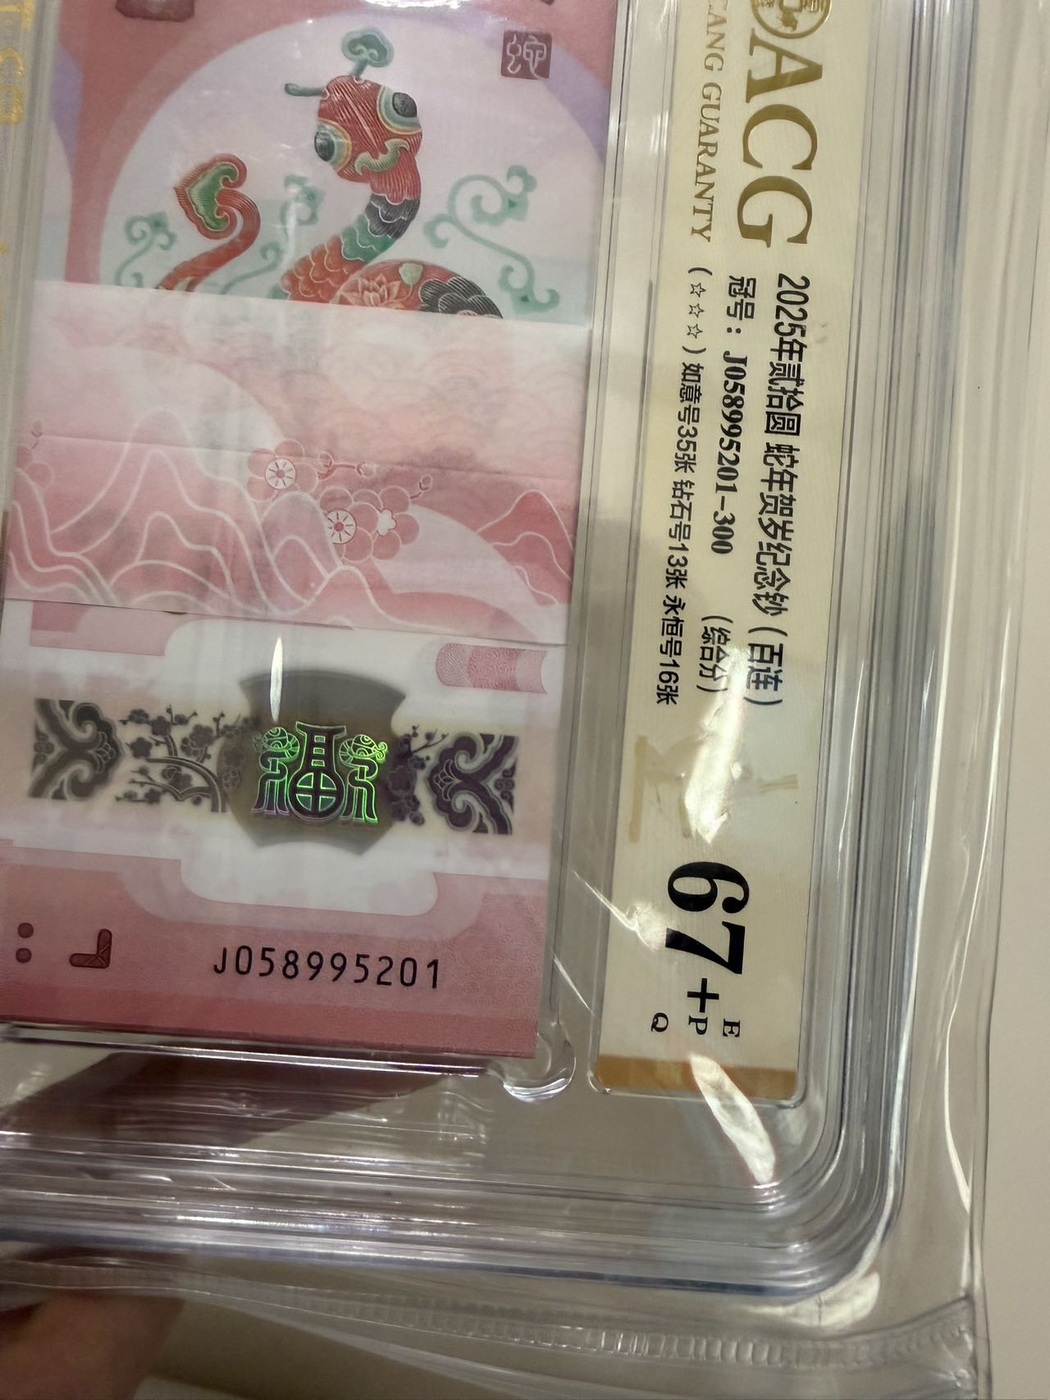 ACG
CANG GUARANTY
2025年贰拾圆 蛇年贺岁纪念钞(百连)
冠号：J058995201-300 (综合分)
(☆☆☆)如意号35张 钻石号13张 永恒号16张
67+
E
P
Q
福
J058995201